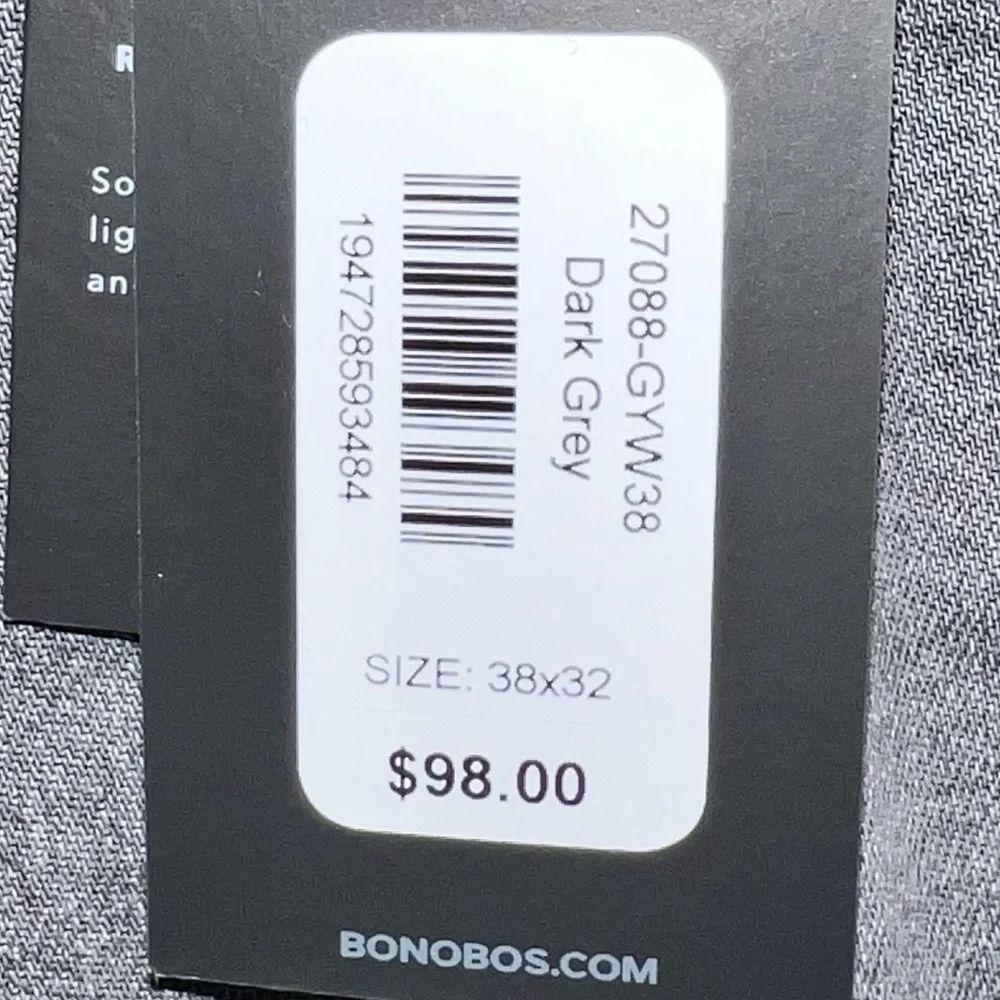 R
So
lig
an
27088-GYW38
Dark Grey
194728593484
SIZE: 38x32
$98.00
BONOBOS.COM